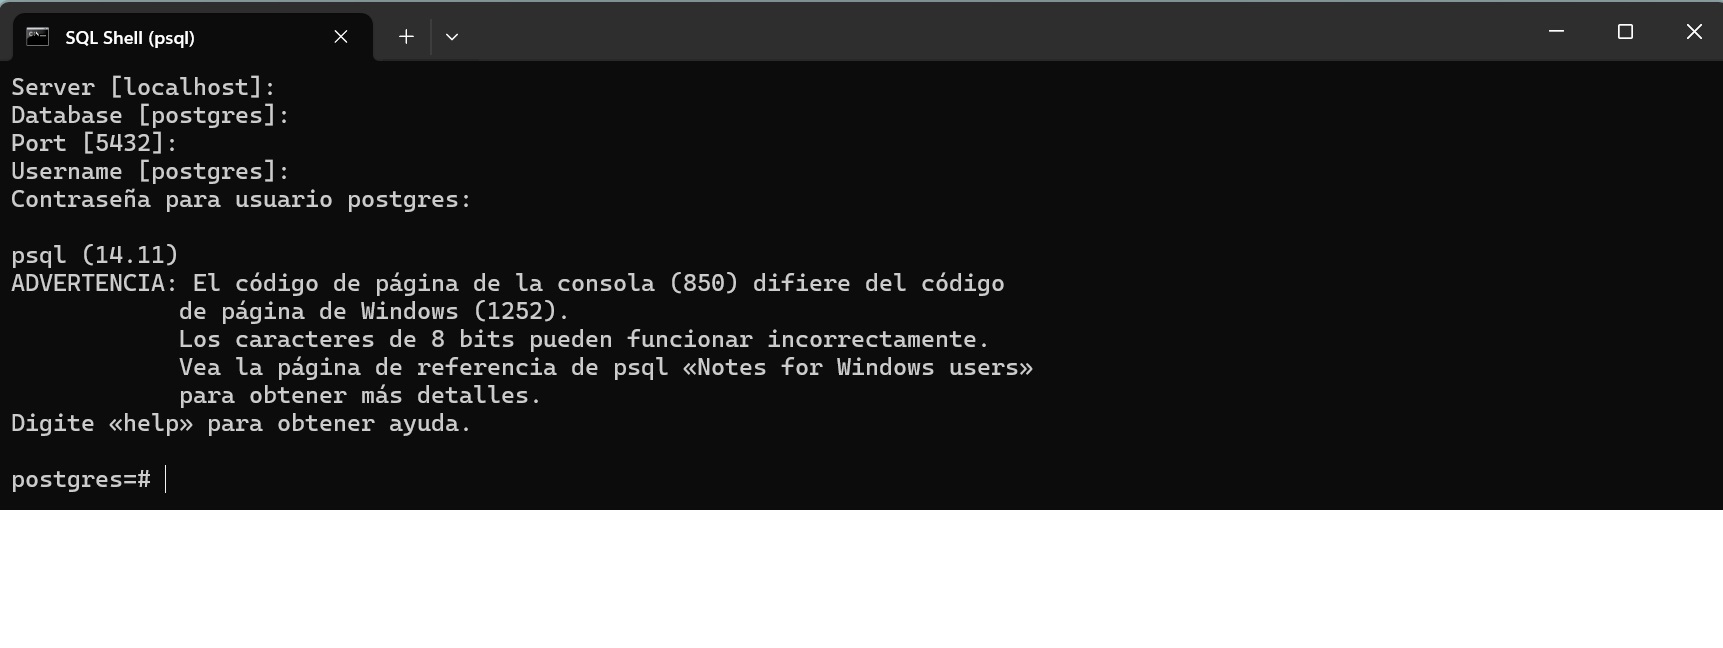 SQL Shell (psql)
Server [localhost]:
Database [postgres]:
Port [5432]:
Username [postgres]:
Contraseña para usuario postgres:
psql (14.11)
ADVERTENCIA: El código de página de la consola (850) difiere del código
de página de Windows (1252).
Los caracteres de 8 bits pueden funcionar incorrectamente.
Vea la página de referencia de psql «Notes for Windows users»
para obtener más detalles.
Digite «help» para obtener ayuda.
postgres=#